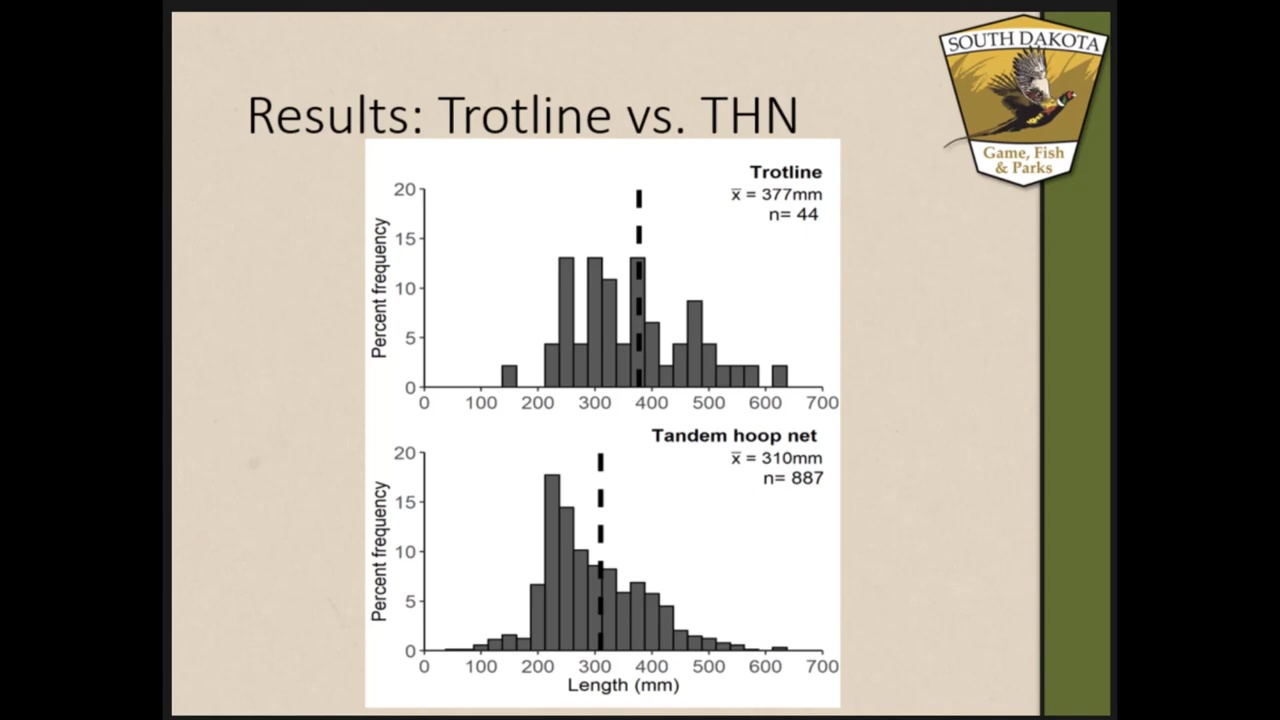 SOUTH DAKOTA
Game, Fish
& Parks
Results: Trotline vs. THN
Trotline
x̅ = 377mm
n= 44
Percent frequency
20
15
10
5
0
0 100 200 300 400 500 600 700
Tandem hoop net
x̅ = 310mm
n= 887
Percent frequency
20
15
10
5
0
0 100 200 300 400 500 600 700
Length (mm)